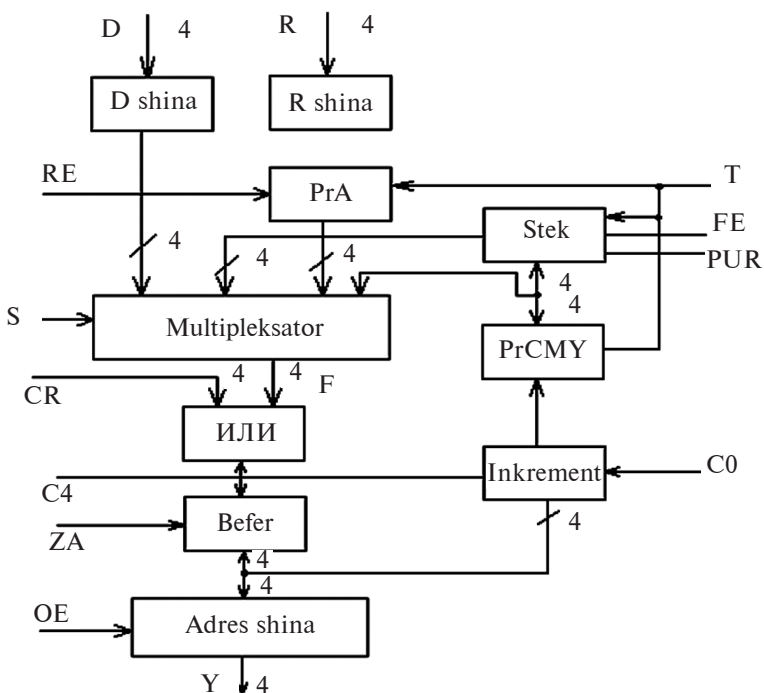 D 4 R 4
D shina R shina
RE PrA T
Stek FE
PUR
4 4 4 4
4
S Multipleksator PrCMY
CR 4 4 F
ИЛИ
C4 Inkrement C0
ZA Befer 4
4
4
OE Adres shina
Y 4